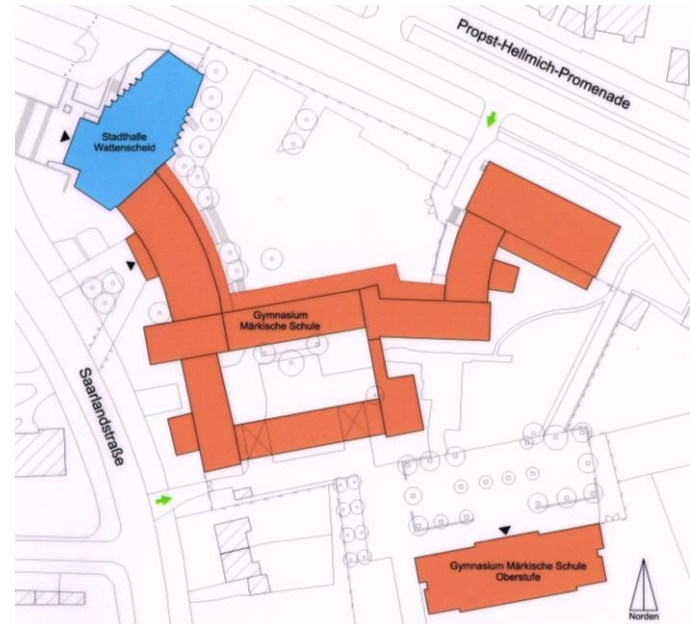 Propst-Hellmich-Promenade
Stadthalle
Wattenscheid
Gymnasium
Märkische Schule
Saarlandstraße
Gymnasium Märkische Schule
Oberstufe
Norden